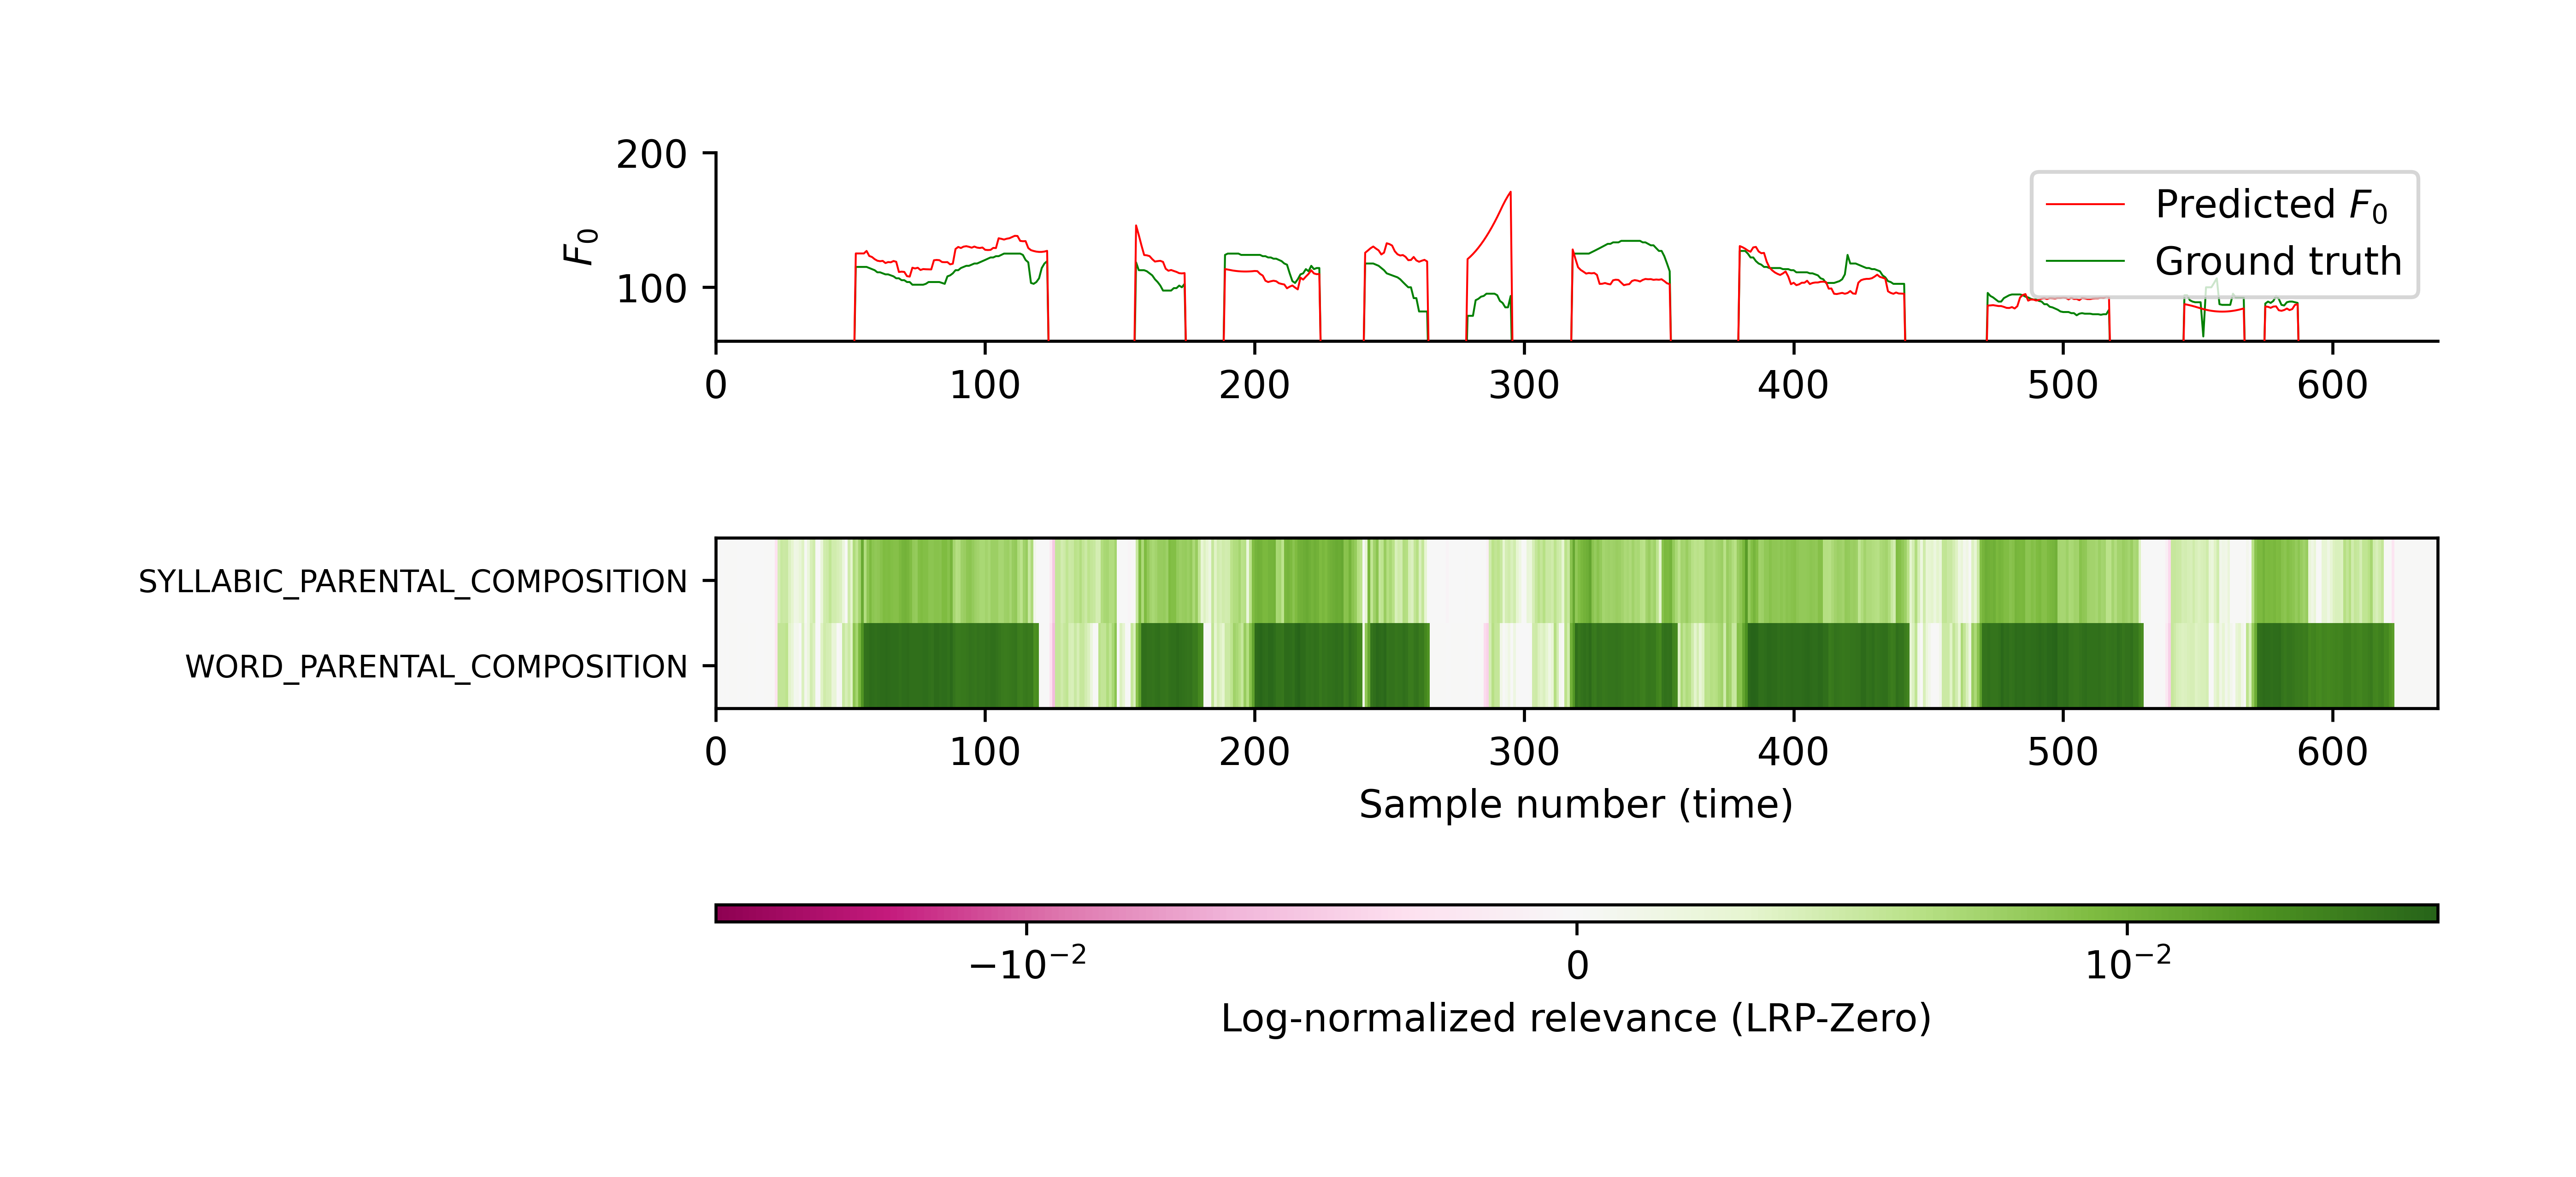 200
100
F₀
Predicted F₀
Ground truth
0 100 200 300 400 500 600
SYLLABIC_PARENTAL_COMPOSITION
WORD_PARENTAL_COMPOSITION
0 100 200 300 400 500 600
Sample number (time)
−10⁻² 0 10⁻²
Log-normalized relevance (LRP-Zero)